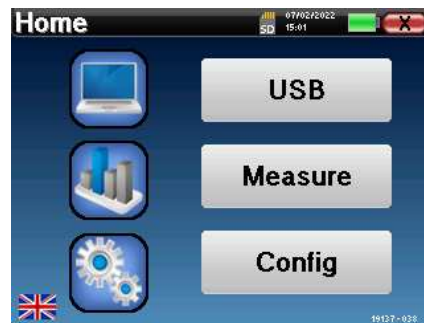 Home
SD
07/02/2022
15:01
X
USB
Measure
Config
19137-038